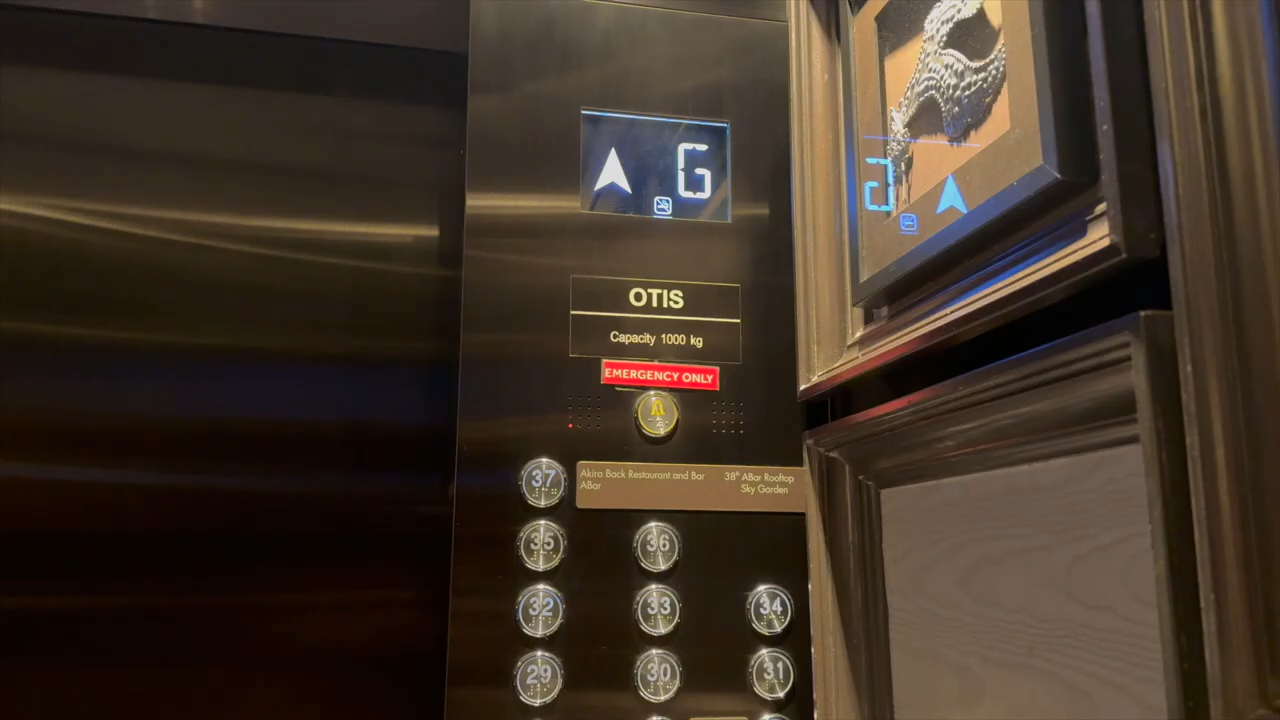 G
OTIS
Capacity 1000 kg
EMERGENCY ONLY
37
Akira Back Restaurant and Bar
ABar
38th ABar Rooftop
Sky Garden
35 36
32 33 34
29 30 31